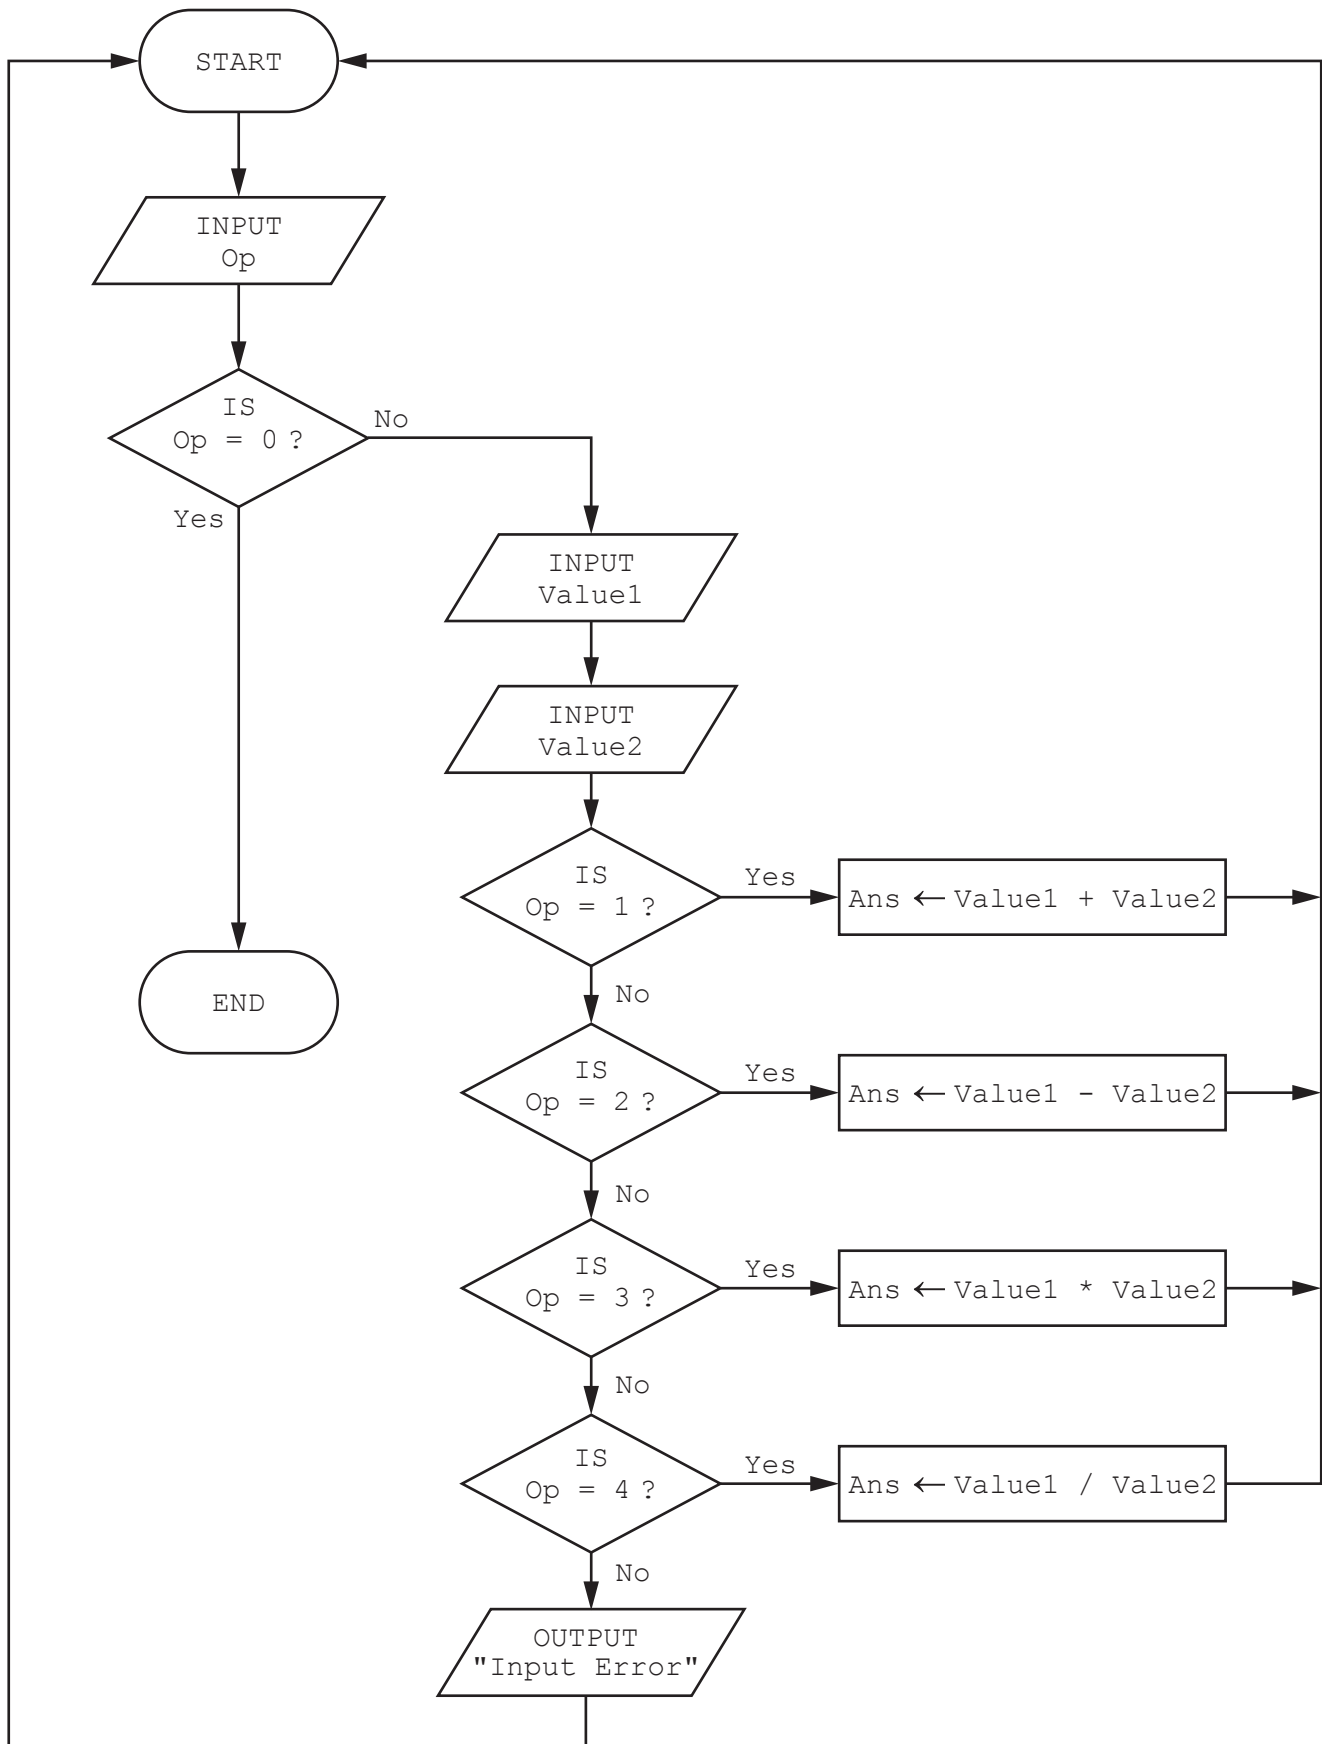 START
INPUT
Op
IS
Op = 0 ?
No
Yes
INPUT
Value1
INPUT
Value2
IS
Op = 1 ?
Yes
Ans ← Value1 + Value2
No
END
IS
Op = 2 ?
Yes
Ans ← Value1 - Value2
No
IS
Op = 3 ?
Yes
Ans ← Value1 * Value2
No
IS
Op = 4 ?
Yes
Ans ← Value1 / Value2
No
OUTPUT
"Input Error"